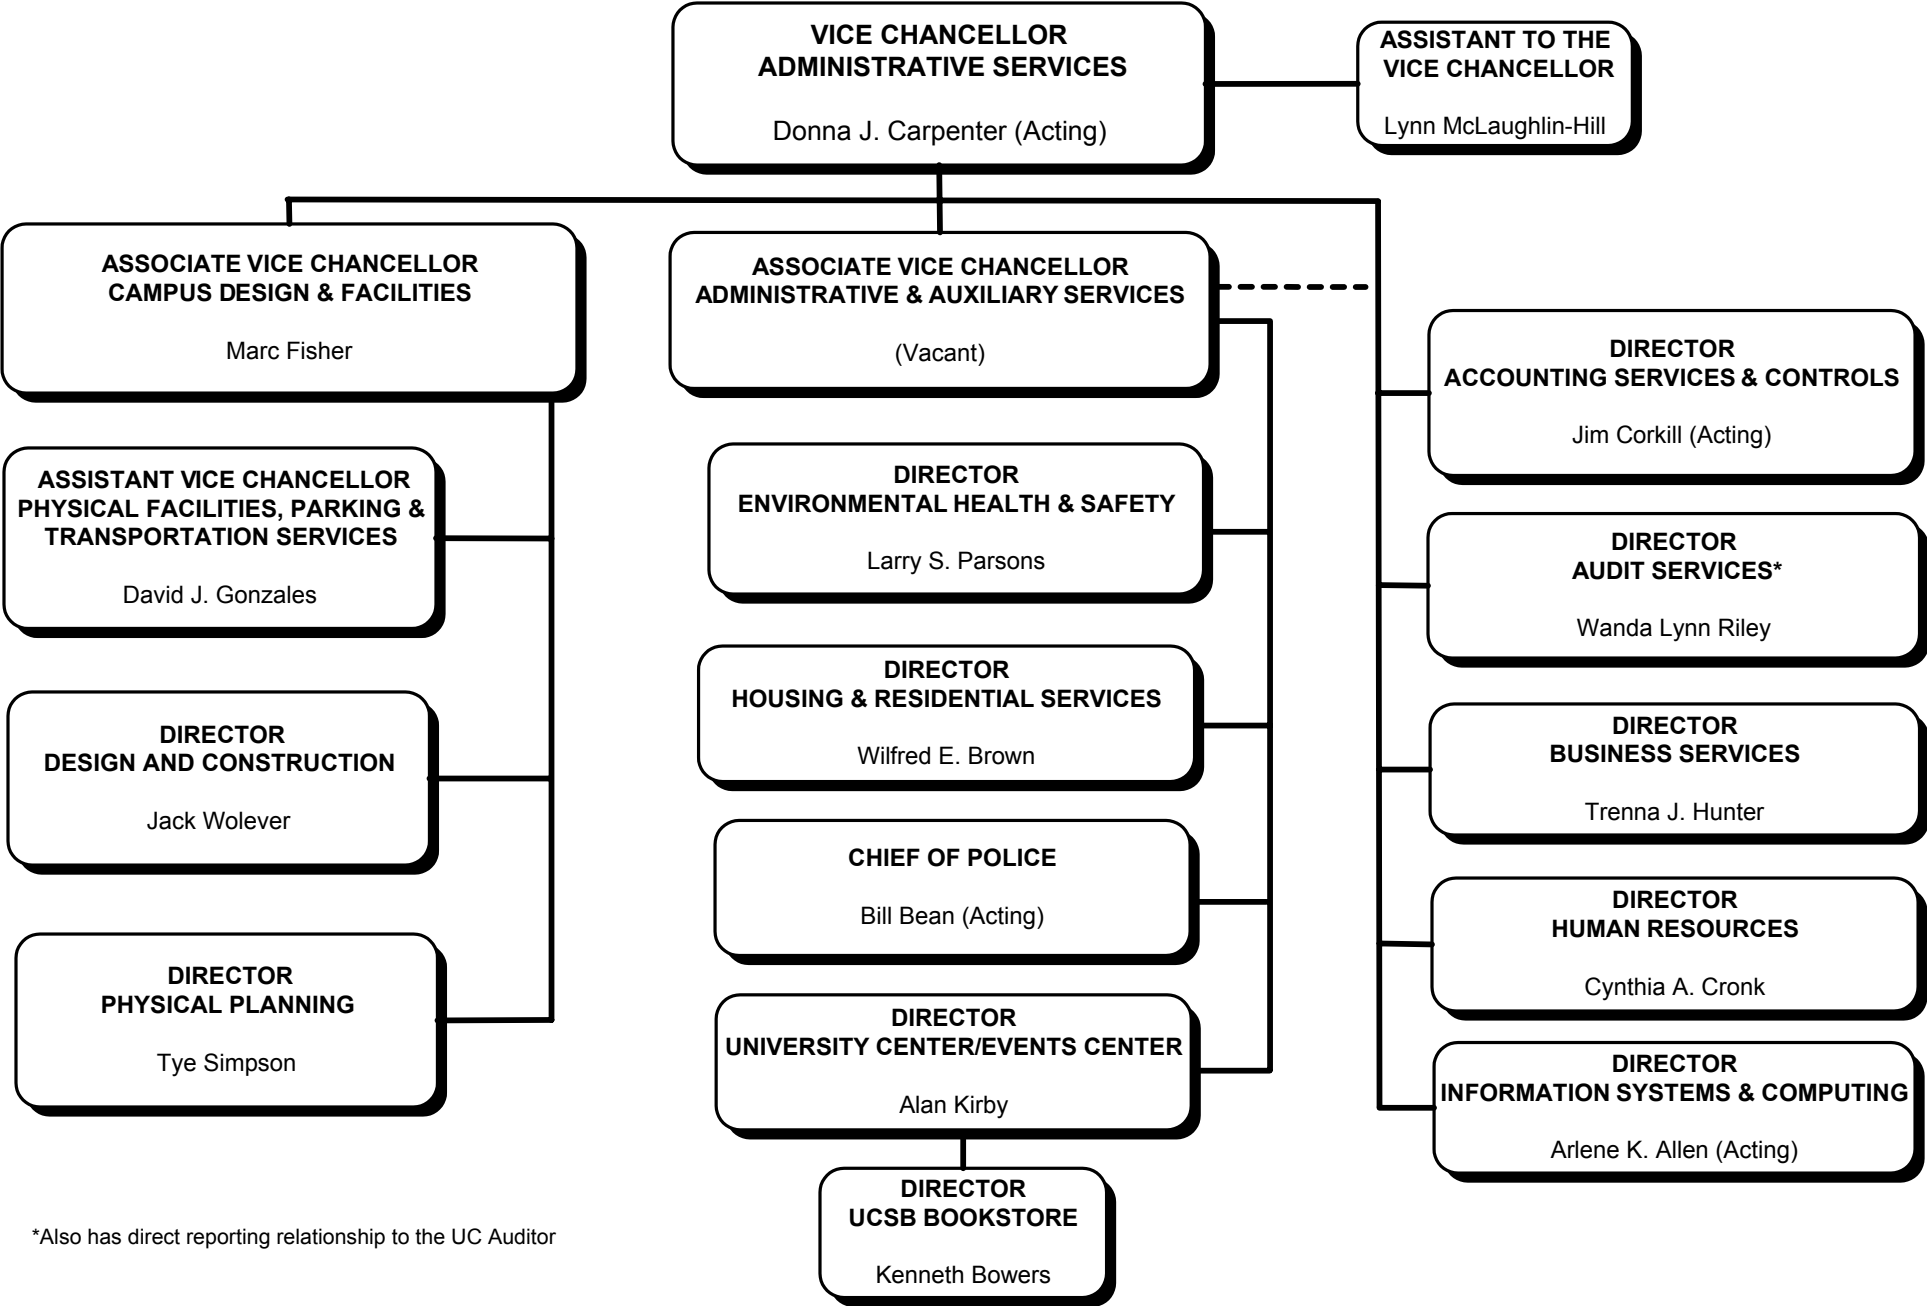 VICE CHANCELLOR
ADMINISTRATIVE SERVICES
Donna J. Carpenter (Acting)
ASSISTANT TO THE
VICE CHANCELLOR
Lynn McLaughlin-Hill
ASSOCIATE VICE CHANCELLOR
CAMPUS DESIGN & FACILITIES
Marc Fisher
ASSISTANT VICE CHANCELLOR
PHYSICAL FACILITIES, PARKING &
TRANSPORTATION SERVICES
David J. Gonzales
DIRECTOR
DESIGN AND CONSTRUCTION
Jack Wolever
DIRECTOR
PHYSICAL PLANNING
Tye Simpson
ASSOCIATE VICE CHANCELLOR
ADMINISTRATIVE & AUXILIARY SERVICES
(Vacant)
DIRECTOR
ENVIRONMENTAL HEALTH & SAFETY
Larry S. Parsons
DIRECTOR
HOUSING & RESIDENTIAL SERVICES
Wilfred E. Brown
CHIEF OF POLICE
Bill Bean (Acting)
DIRECTOR
UNIVERSITY CENTER/EVENTS CENTER
Alan Kirby
DIRECTOR
UCSB BOOKSTORE
Kenneth Bowers
DIRECTOR
ACCOUNTING SERVICES & CONTROLS
Jim Corkill (Acting)
DIRECTOR
AUDIT SERVICES*
Wanda Lynn Riley
DIRECTOR
BUSINESS SERVICES
Trenna J. Hunter
DIRECTOR
HUMAN RESOURCES
Cynthia A. Cronk
DIRECTOR
INFORMATION SYSTEMS & COMPUTING
Arlene K. Allen (Acting)
*Also has direct reporting relationship to the UC Auditor